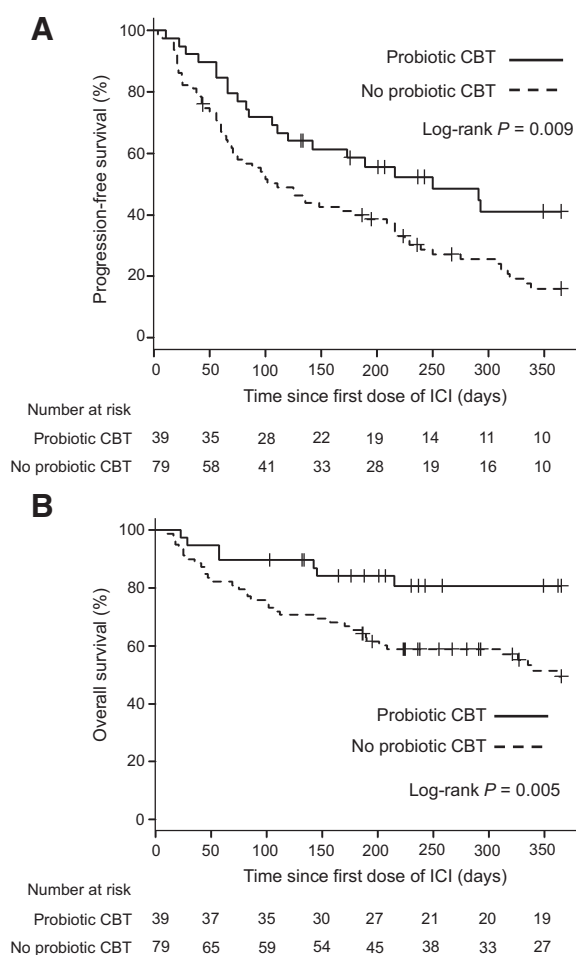 A
100
80
60
40
20
0
Progression-free survival (%)
Probiotic CBT
No probiotic CBT
Log-rank P = 0.009
0 50 100 150 200 250 300 350
Time since first dose of ICI (days)
Number at risk
Probiotic CBT 39 35 28 22 19 14 11 10
No probiotic CBT 79 58 41 33 28 19 16 10
B
100
80
60
40
20
0
Overall survival (%)
Probiotic CBT
No probiotic CBT
Log-rank P = 0.005
0 50 100 150 200 250 300 350
Time since first dose of ICI (days)
Number at risk
Probiotic CBT 39 37 35 30 27 21 20 19
No probiotic CBT 79 65 59 54 45 38 33 27